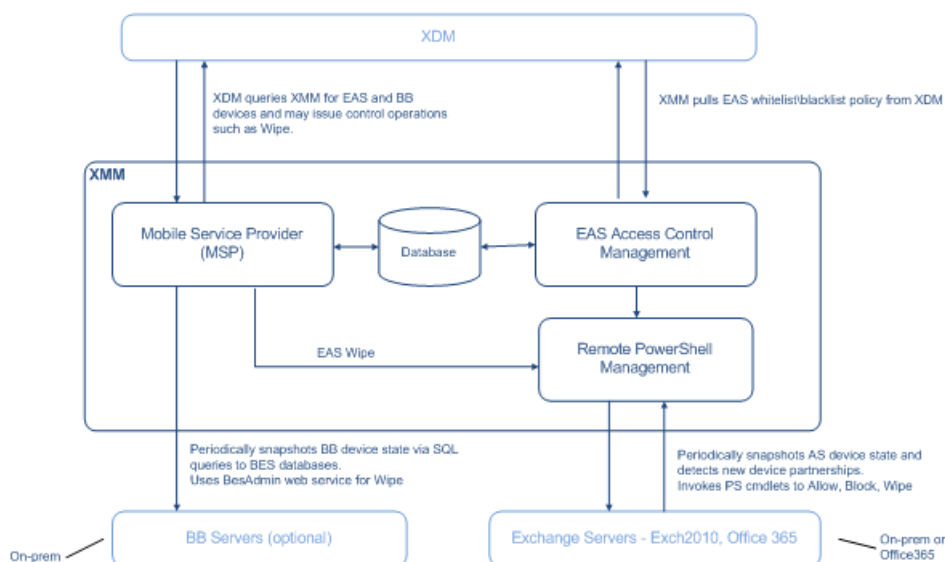 XDM
XDM queries XMM for EAS and BB
devices and may issue control operations
such as Wipe.
XMM pulls EAS whitelist\blacklist policy from XDM
XMM
Mobile Service Provider
(MSP)
Database
EAS Access Control
Management
EAS Wipe
Remote PowerShell
Management
Periodically snapshots BB device state via SQL
queries to BES databases.
Uses BesAdmin web service for Wipe
Periodically snapshots AS device state and
detects new device partnerships.
Invokes PS cmdlets to Allow, Block, Wipe
BB Servers (optional)
Exchange Servers - Exch2010, Office 365
On-prem
On-prem or
Office365